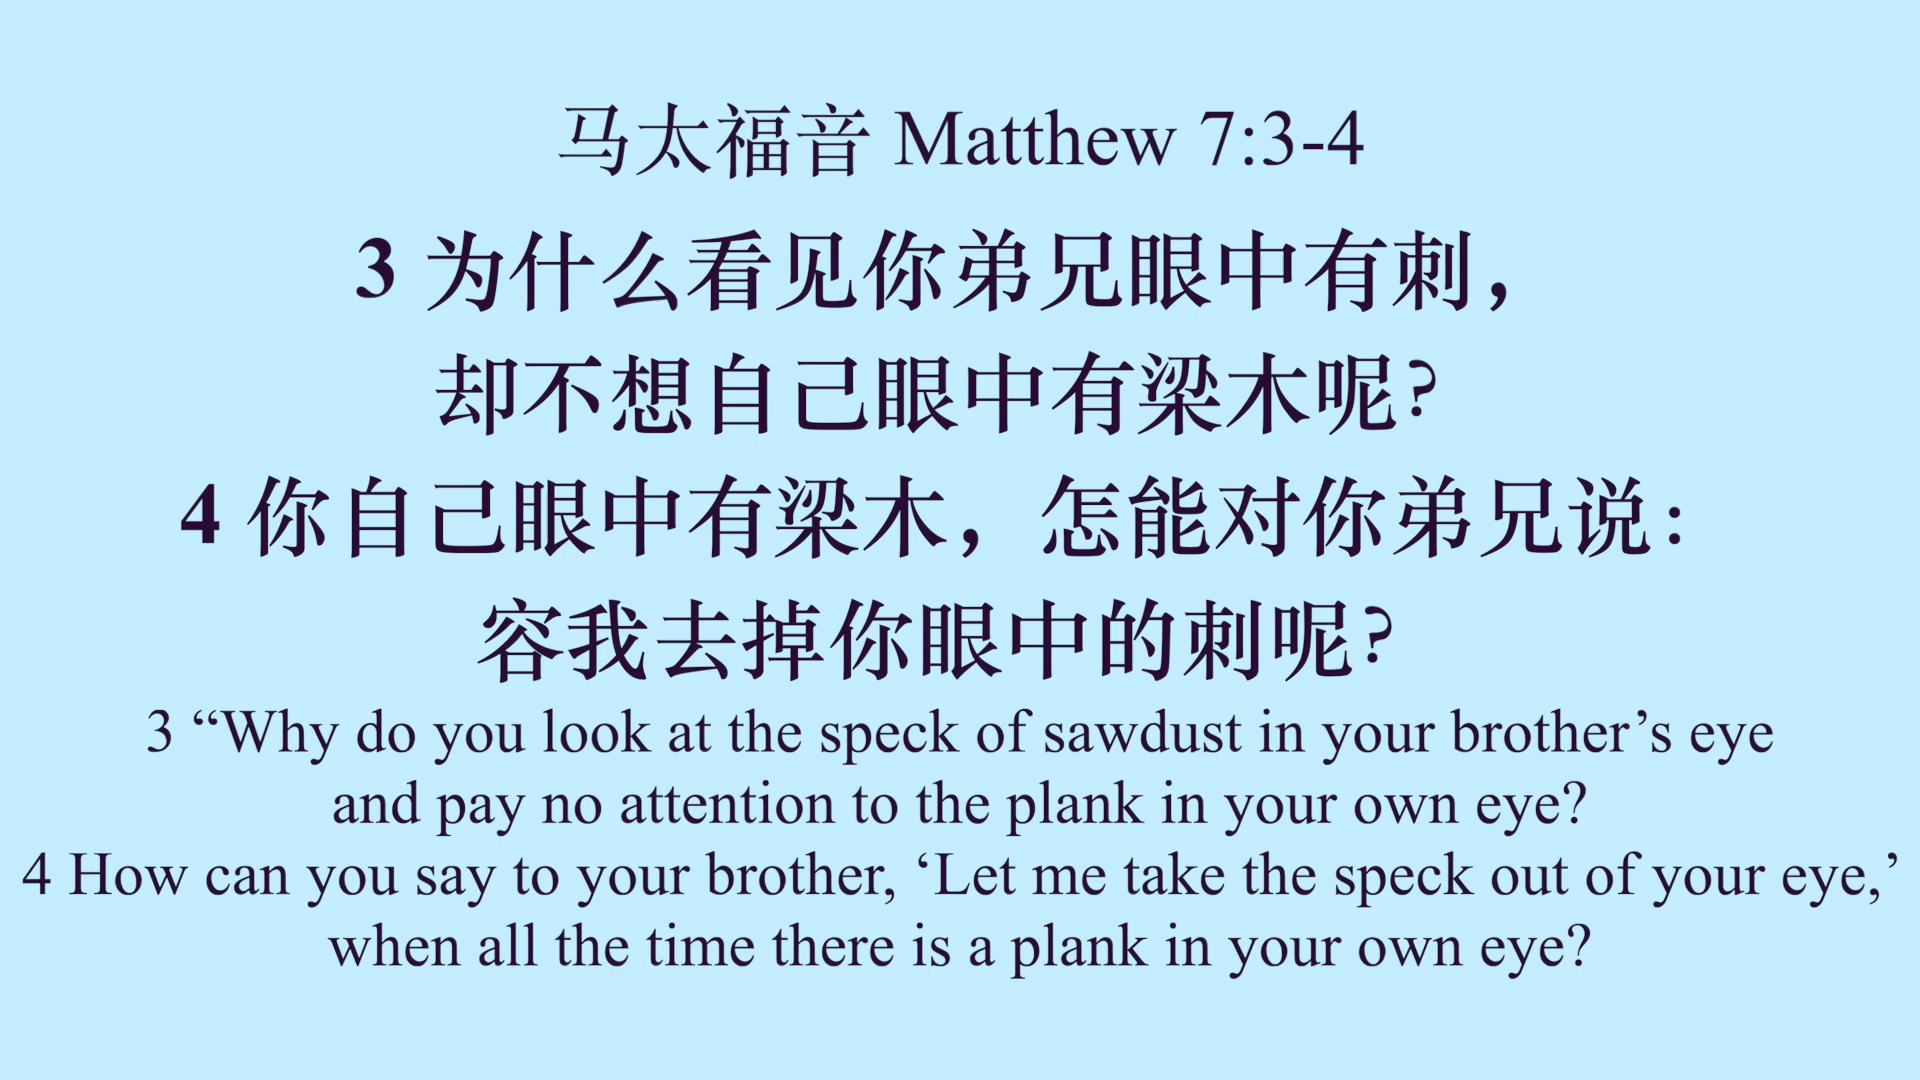 马太福音 Matthew 7:3-4
3 为什么看见你弟兄眼中有刺，
却不想自己眼中有梁木呢？
4 你自己眼中有梁木，怎能对你弟兄说：
容我去掉你眼中的刺呢？
3 “Why do you look at the speck of sawdust in your brother’s eye
and pay no attention to the plank in your own eye?
4 How can you say to your brother, ‘Let me take the speck out of your eye,’
when all the time there is a plank in your own eye?